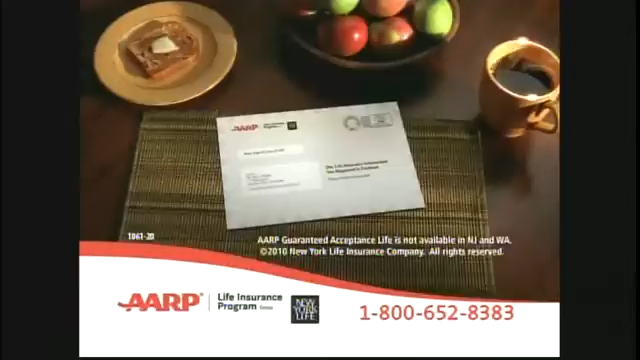 AARP
1061-20
AARP Guaranteed Acceptance Life is not available in NJ and WA.
©2010 New York Life Insurance Company. All rights reserved.
AARP
Life Insurance
Program
NEW
YORK
LIFE
1-800-652-8383